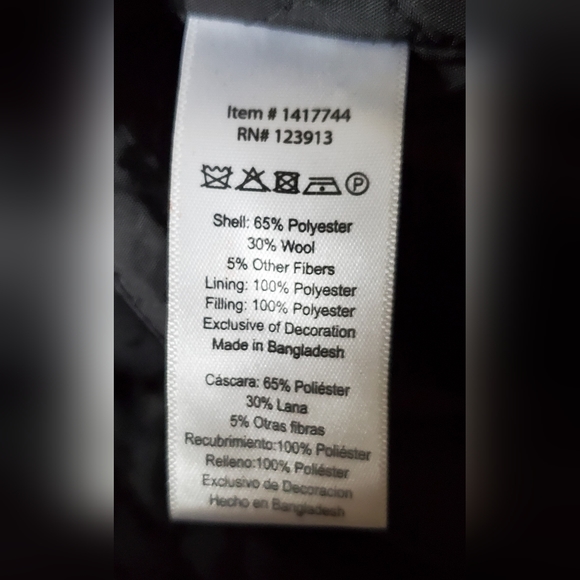 Item # 1417744
RN# 123913
P
Shell: 65% Polyester
30% Wool
5% Other Fibers
Lining: 100% Polyester
Filling: 100% Polyester
Exclusive of Decoration
Made in Bangladesh
Cáscara: 65% Poliéster
30% Lana
5% Otras fibras
Recubrimiento:100% Poliéster
Relleno:100% Poliéster
Exclusivo de Decoracion
Hecho en Bangladesh